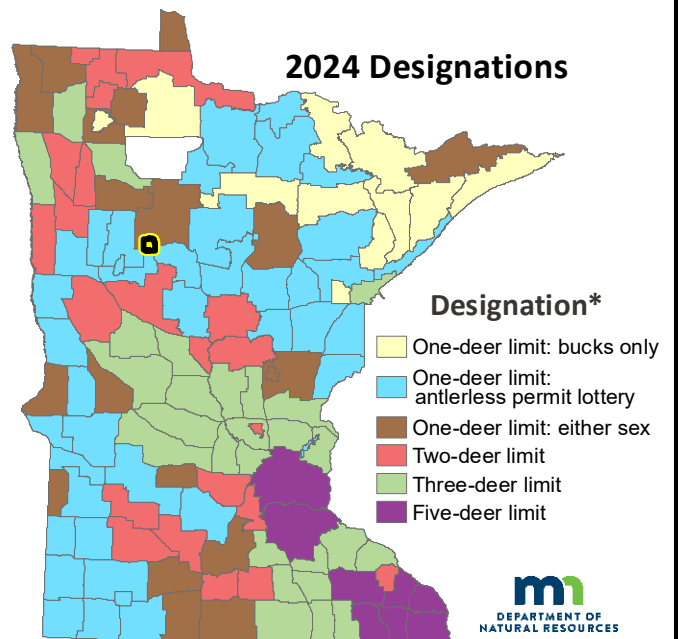 2024 Designations
Designation*
One-deer limit: bucks only
One-deer limit:
antlerless permit lottery
One-deer limit: either sex
Two-deer limit
Three-deer limit
Five-deer limit
mn
DEPARTMENT OF
NATURAL RESOURCES